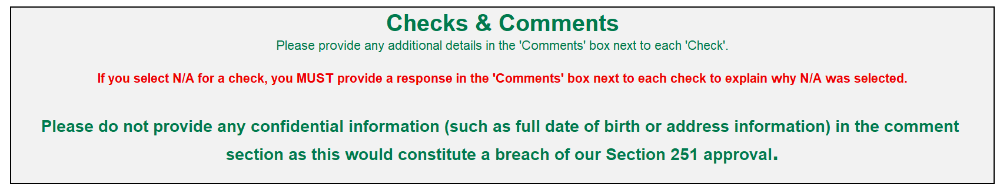 Checks & Comments
Please provide any additional details in the 'Comments' box next to each 'Check'.
If you select N/A for a check, you MUST provide a response in the 'Comments' box next to each check to explain why N/A was selected.
Please do not provide any confidential information (such as full date of birth or address information) in the comment
section as this would constitute a breach of our Section 251 approval.